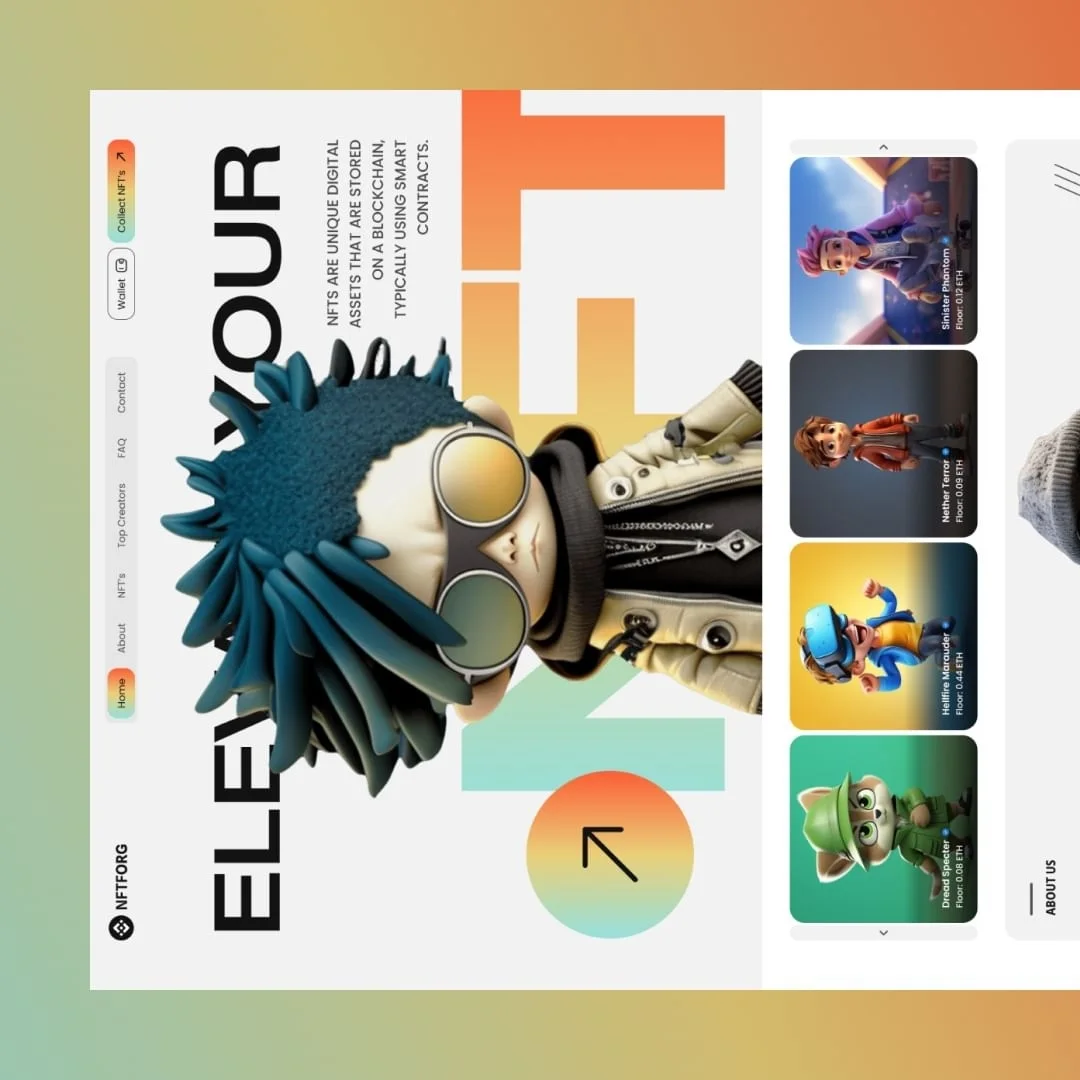 NFTFORG
Home About NFT's Top Creators FAQ Contact
Wallet
Collect NFT's
YOUR
NFTS ARE UNIQUE DIGITAL
ASSETS THAT ARE STORED
ON A BLOCKCHAIN,
TYPICALLY USING SMART
CONTRACTS.
NFT
Dread Specter
Floor: 0.08 ETH
Hellfire Marauder
Floor: 0.44 ETH
Nether Terror
Floor: 0.09 ETH
Sinister Phantom
Floor: 0.12 ETH
ABOUT US